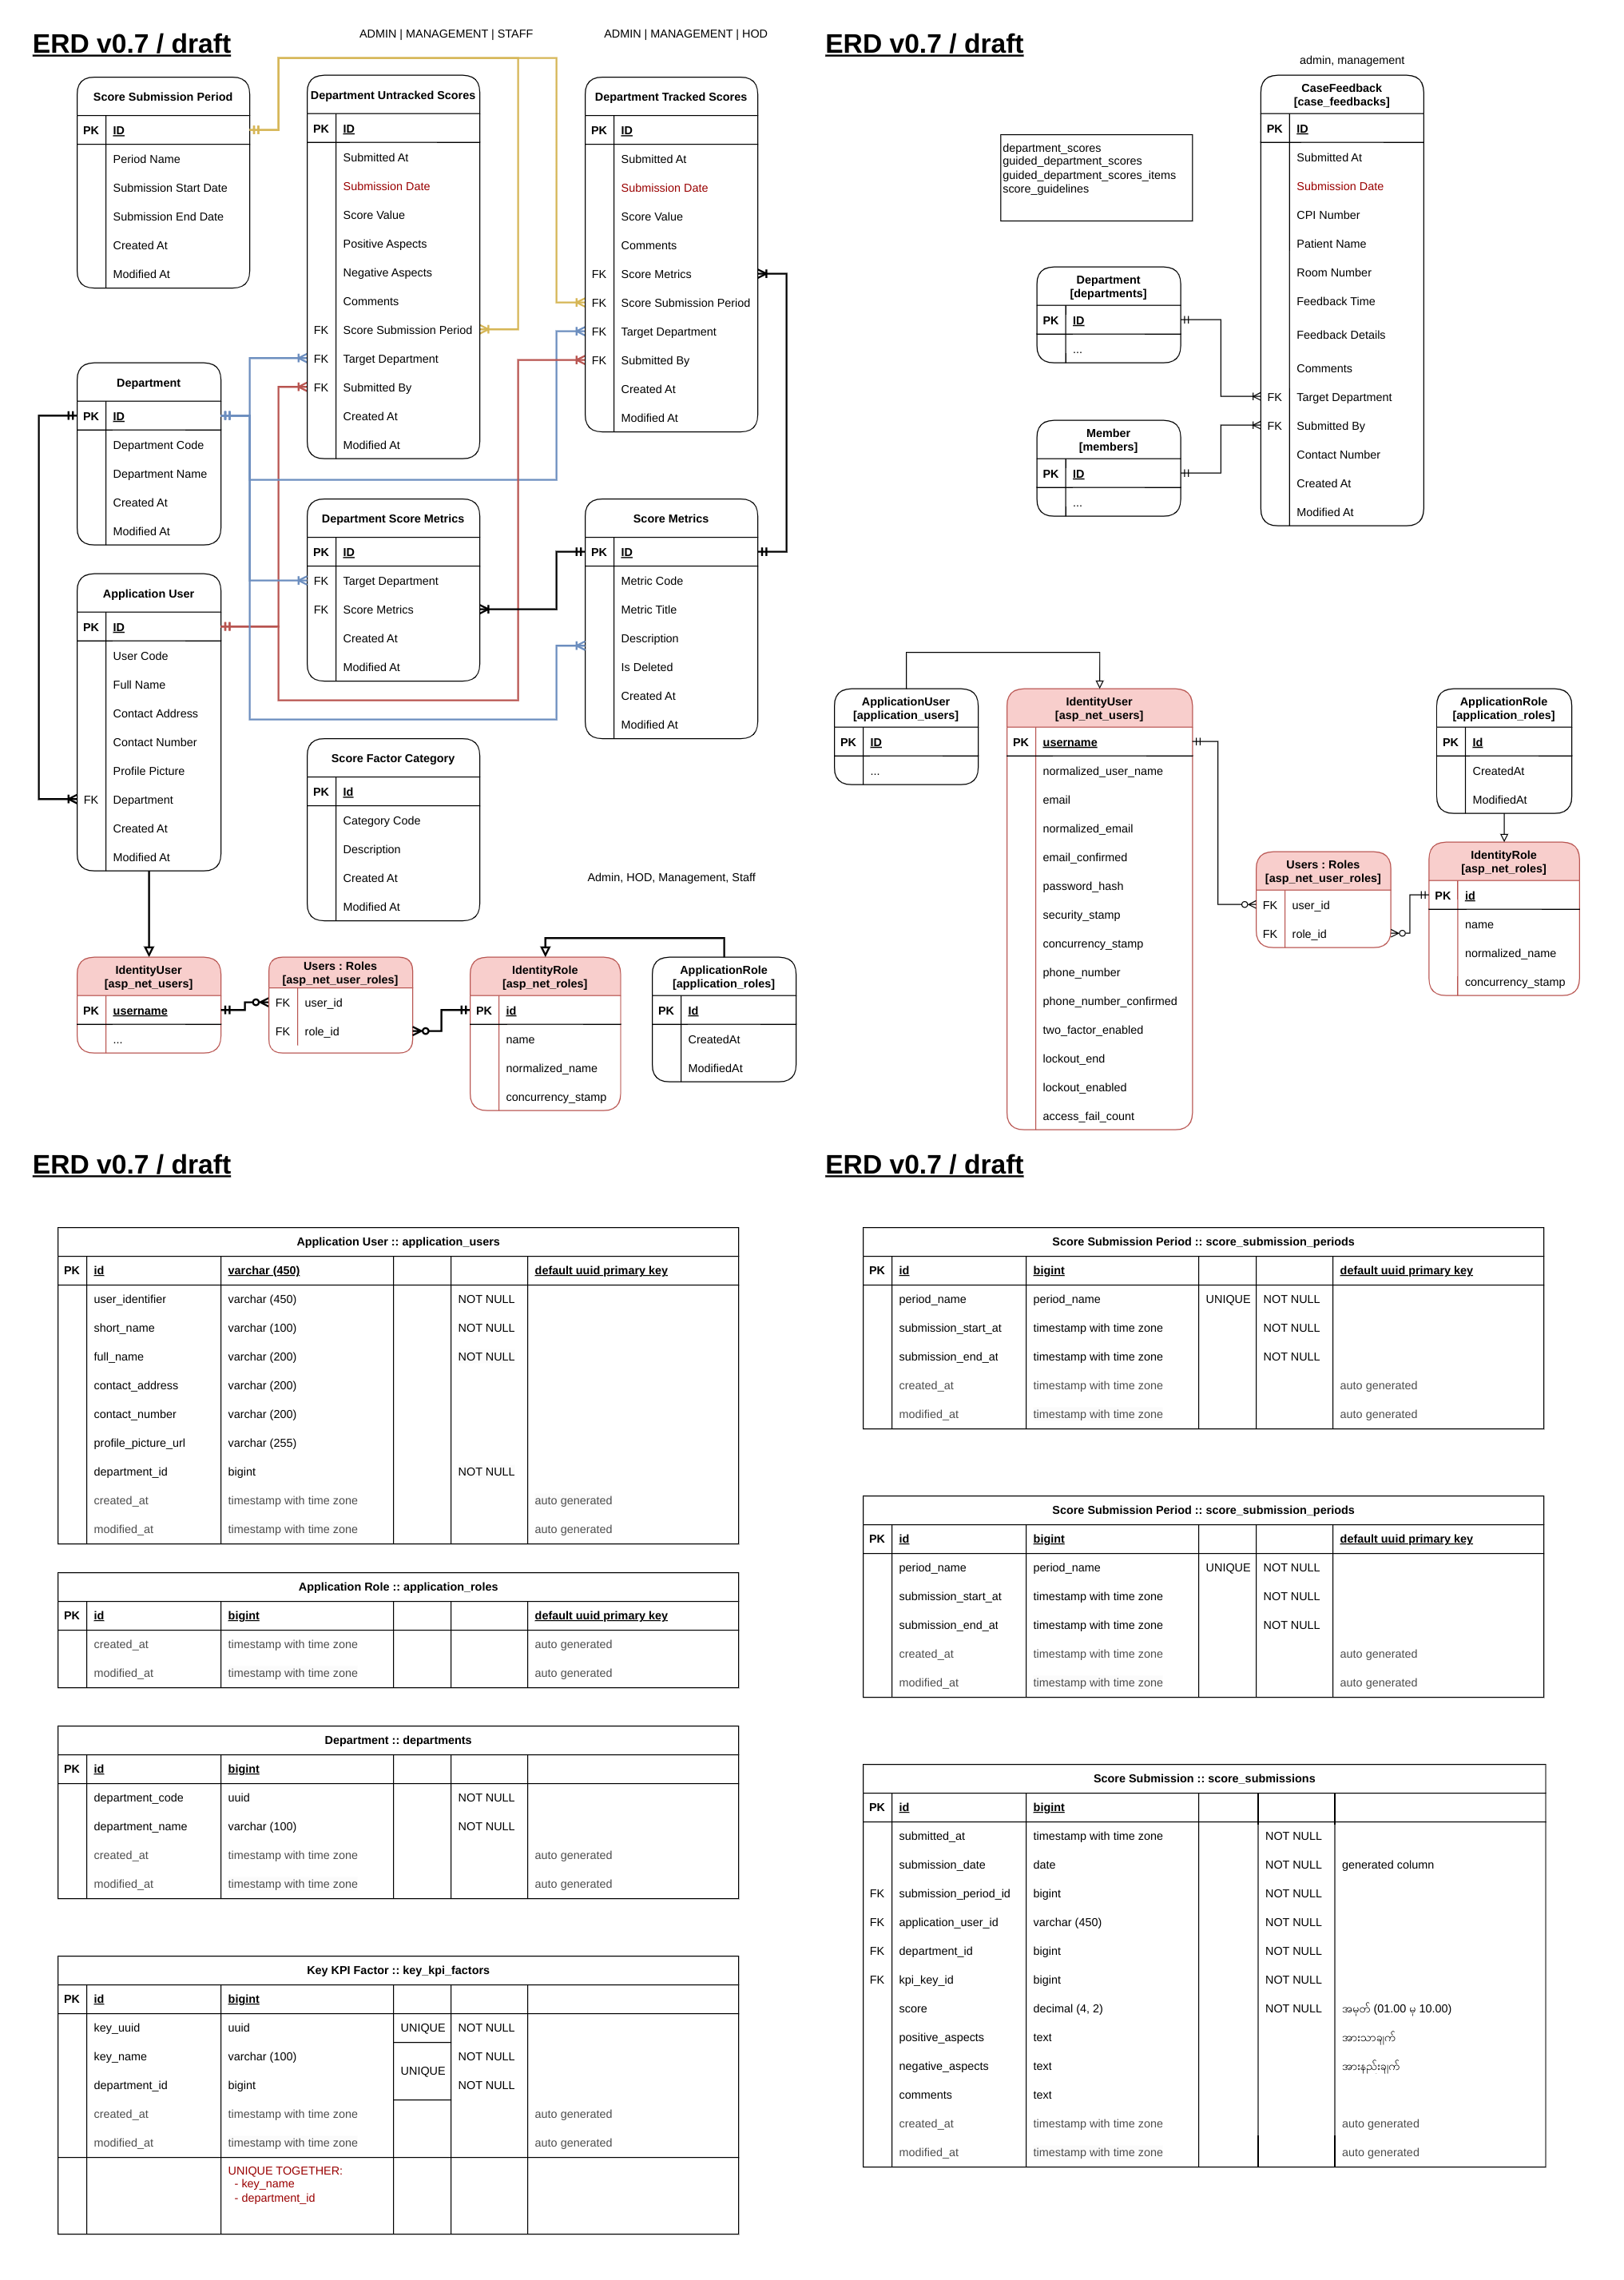 ERD v0.7 / draft
ADMIN | MANAGEMENT | STAFF
ADMIN | MANAGEMENT | HOD
Score Submission Period
PK ID
Period Name
Submission Start Date
Submission End Date
Created At
Modified At
Department Untracked Scores
PK ID
Submitted At
Submission Date
Score Value
Positive Aspects
Negative Aspects
Comments
FK Score Submission Period
FK Target Department
FK Submitted By
Created At
Modified At
Department Tracked Scores
PK ID
Submitted At
Submission Date
Score Value
Comments
FK Score Metrics
FK Score Submission Period
FK Target Department
FK Submitted By
Created At
Modified At
Department
PK ID
Department Code
Department Name
Created At
Modified At
Department Score Metrics
PK ID
FK Target Department
FK Score Metrics
Created At
Modified At
Score Metrics
PK ID
Metric Code
Metric Title
Description
Is Deleted
Created At
Modified At
Application User
PK ID
User Code
Full Name
Contact Address
Contact Number
Profile Picture
FK Department
Created At
Modified At
Score Factor Category
PK Id
Category Code
Description
Created At
Modified At
Admin, HOD, Management, Staff
IdentityUser
[asp_net_users]
PK username
...
Users : Roles
[asp_net_user_roles]
FK user_id
FK role_id
IdentityRole
[asp_net_roles]
PK id
name
normalized_name
concurrency_stamp
ApplicationRole
[application_roles]
PK Id
CreatedAt
ModifiedAt
ERD v0.7 / draft
admin, management
department_scores
guided_department_scores
guided_department_scores_items
score_guidelines
CaseFeedback
[case_feedbacks]
PK ID
Submitted At
Submission Date
CPI Number
Patient Name
Room Number
Feedback Time
Feedback Details
Comments
FK Target Department
FK Submitted By
Contact Number
Created At
Modified At
Department
[departments]
PK ID
...
Member
[members]
PK ID
...
ApplicationUser
[application_users]
PK ID
...
IdentityUser
[asp_net_users]
PK username
normalized_user_name
email
normalized_email
email_confirmed
password_hash
security_stamp
concurrency_stamp
phone_number
phone_number_confirmed
two_factor_enabled
lockout_end
lockout_enabled
access_fail_count
Users : Roles
[asp_net_user_roles]
FK user_id
FK role_id
ApplicationRole
[application_roles]
PK Id
CreatedAt
ModifiedAt
IdentityRole
[asp_net_roles]
PK id
name
normalized_name
concurrency_stamp
ERD v0.7 / draft
Application User :: application_users
PK id varchar (450) default uuid primary key
user_identifier varchar (450) NOT NULL
short_name varchar (100) NOT NULL
full_name varchar (200) NOT NULL
contact_address varchar (200)
contact_number varchar (200)
profile_picture_url varchar (255)
department_id bigint NOT NULL
created_at timestamp with time zone auto generated
modified_at timestamp with time zone auto generated
Application Role :: application_roles
PK id bigint default uuid primary key
created_at timestamp with time zone auto generated
modified_at timestamp with time zone auto generated
Department :: departments
PK id bigint
department_code uuid NOT NULL
department_name varchar (100) NOT NULL
created_at timestamp with time zone auto generated
modified_at timestamp with time zone auto generated
Key KPI Factor :: key_kpi_factors
PK id bigint
key_uuid uuid UNIQUE NOT NULL
key_name varchar (100) NOT NULL
UNIQUE
department_id bigint NOT NULL
created_at timestamp with time zone auto generated
modified_at timestamp with time zone auto generated
UNIQUE TOGETHER:
- key_name
- department_id
ERD v0.7 / draft
Score Submission Period :: score_submission_periods
PK id bigint default uuid primary key
period_name period_name UNIQUE NOT NULL
submission_start_at timestamp with time zone NOT NULL
submission_end_at timestamp with time zone NOT NULL
created_at timestamp with time zone auto generated
modified_at timestamp with time zone auto generated
Score Submission Period :: score_submission_periods
PK id bigint default uuid primary key
period_name period_name UNIQUE NOT NULL
submission_start_at timestamp with time zone NOT NULL
submission_end_at timestamp with time zone NOT NULL
created_at timestamp with time zone auto generated
modified_at timestamp with time zone auto generated
Score Submission :: score_submissions
PK id bigint
submitted_at timestamp with time zone NOT NULL
submission_date date NOT NULL generated column
FK submission_period_id bigint NOT NULL
FK application_user_id varchar (450) NOT NULL
FK department_id bigint NOT NULL
FK kpi_key_id bigint NOT NULL
score decimal (4, 2) NOT NULL အမှတ် (01.00 မှ 10.00)
positive_aspects text အားသာချက်
negative_aspects text အားနည်းချက်
comments text
created_at timestamp with time zone auto generated
modified_at timestamp with time zone auto generated